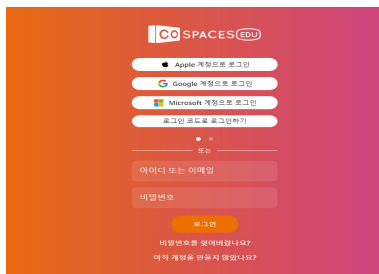 COSPACES EDU
Apple 계정으로 로그인
Google 계정으로 로그인
Microsoft 계정으로 로그인
로그인 코드로 로그인하기
또는
아이디 또는 이메일
비밀번호
로그인
비밀번호를 잊어버렸나요?
아직 계정을 만들지 않았나요?